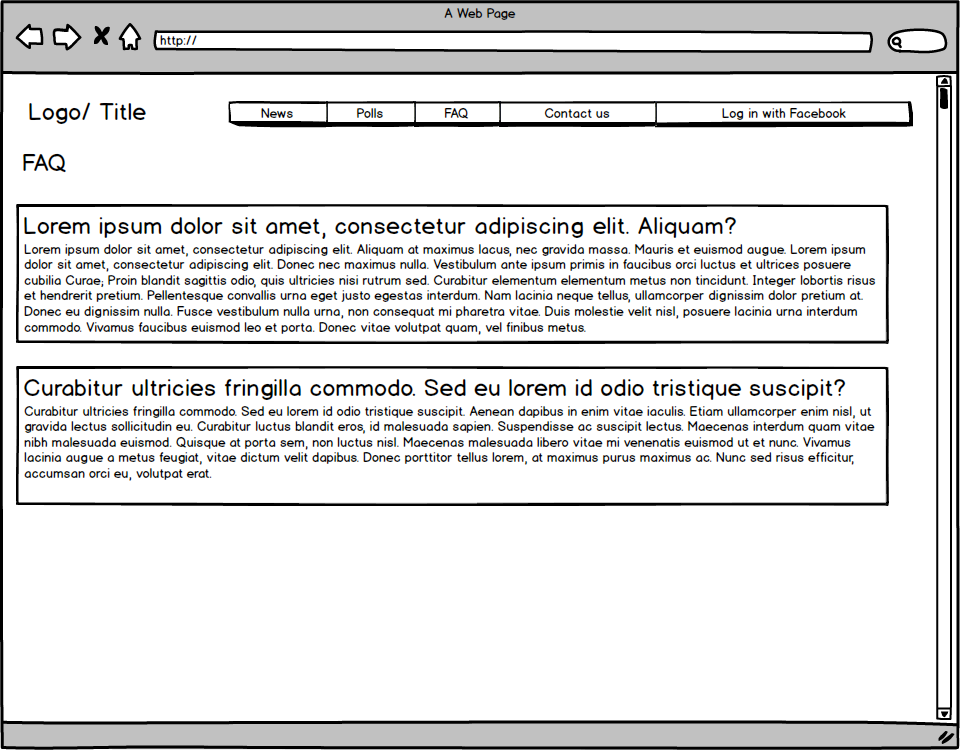 A Web Page
http://
Logo/ Title
News Polls FAQ Contact us Log in with Facebook
FAQ
Lorem ipsum dolor sit amet, consectetur adipiscing elit. Aliquam?
Lorem ipsum dolor sit amet, consectetur adipiscing elit. Aliquam at maximus lacus, nec gravida massa. Mauris et euismod augue. Lorem ipsum
dolor sit amet, consectetur adipiscing elit. Donec nec maximus nulla. Vestibulum ante ipsum primis in faucibus orci luctus et ultrices posuere
cubilia Curae; Proin blandit sagittis odio, quis ultricies nisi rutrum sed. Curabitur elementum elementum metus non tincidunt. Integer lobortis risus
et hendrerit pretium. Pellentesque convallis urna eget justo egestas interdum. Nam lacinia neque tellus, ullamcorper dignissim dolor pretium at.
Donec eu dignissim nulla. Fusce vestibulum nulla urna, non consequat mi pharetra vitae. Duis molestie velit nisl, posuere lacinia urna interdum
commodo. Vivamus faucibus euismod leo et porta. Donec vitae volutpat quam, vel finibus metus.
Curabitur ultricies fringilla commodo. Sed eu lorem id odio tristique suscipit?
Curabitur ultricies fringilla commodo. Sed eu lorem id odio tristique suscipit. Aenean dapibus in enim vitae iaculis. Etiam ullamcorper enim nisl, ut
gravida lectus sollicitudin eu. Curabitur luctus blandit eros, id malesuada sapien. Suspendisse ac suscipit lectus. Maecenas interdum quam vitae
nibh malesuada euismod. Quisque at porta sem, non luctus nisl. Maecenas malesuada libero vitae mi venenatis euismod ut et nunc. Vivamus
lacinia augue a metus feugiat, vitae dictum velit dapibus. Donec porttitor tellus lorem, at maximus purus maximus ac. Nunc sed risus efficitur,
accumsan orci eu, volutpat erat.